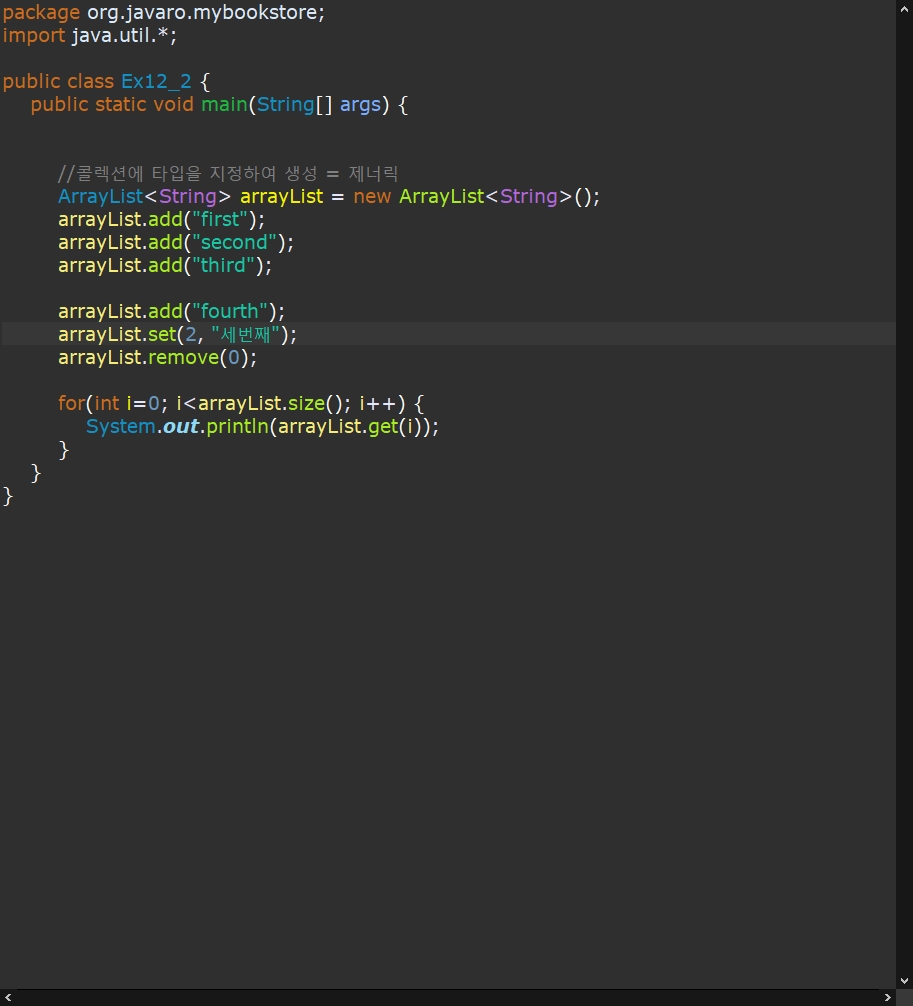 package org.javaro.mybookstore;
import java.util.*;
public class Ex12_2 {
public static void main(String[] args) {
//콜렉션에 타입을 지정하여 생성 = 제너릭
ArrayList<String> arrayList = new ArrayList<String>();
arrayList.add("first");
arrayList.add("second");
arrayList.add("third");
arrayList.add("fourth");
arrayList.set(2, "세번째");
arrayList.remove(0);
for(int i=0; i<arrayList.size(); i++) {
System.out.println(arrayList.get(i));
}
}
}